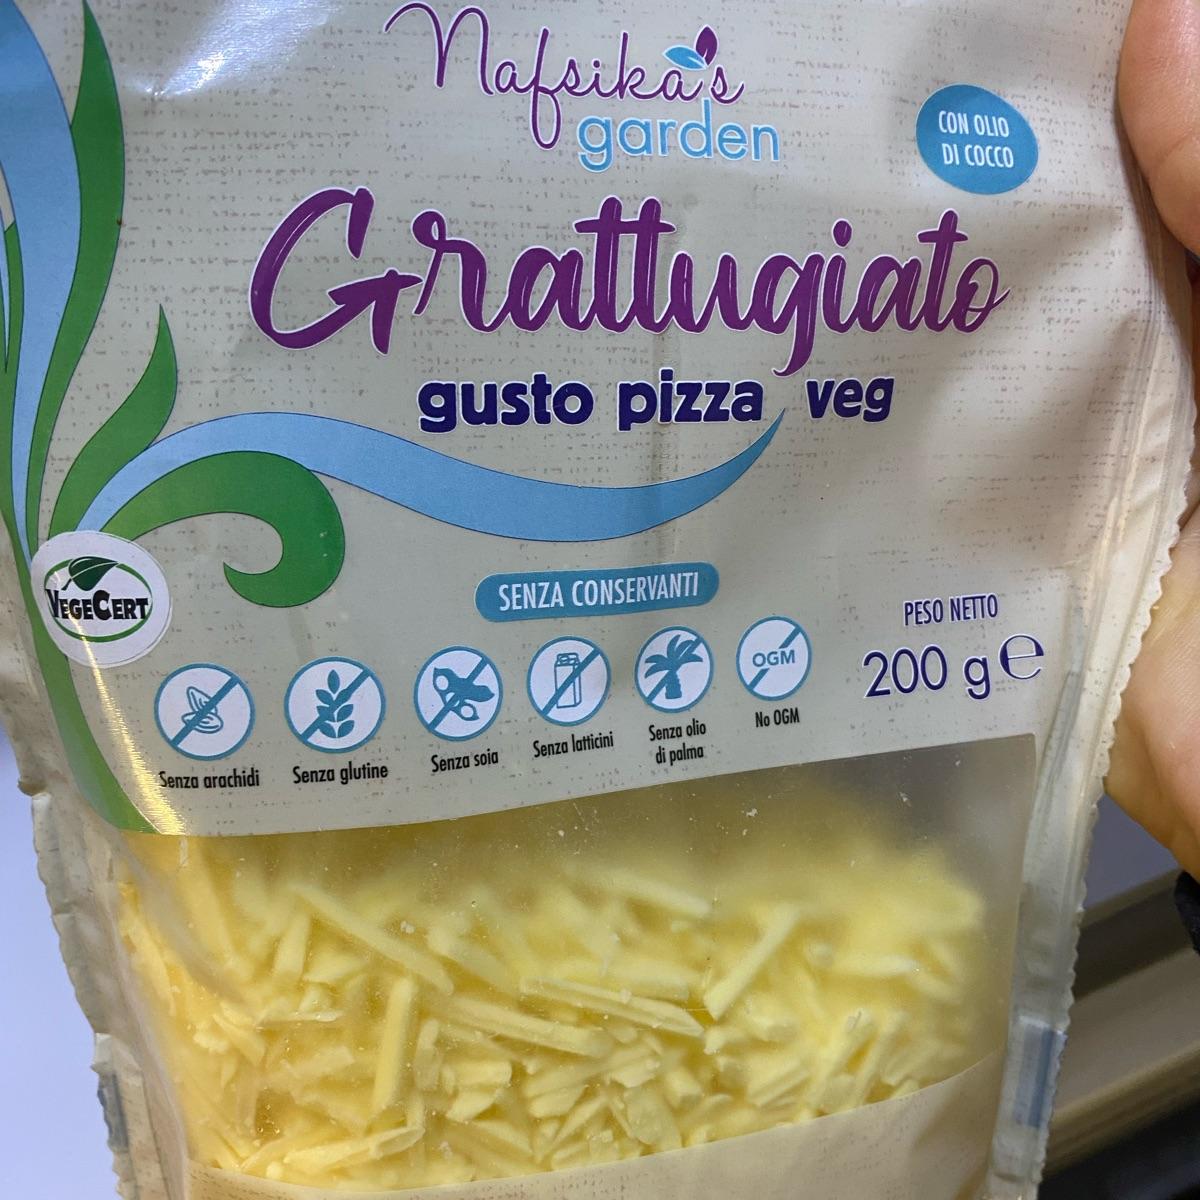 Nafsika's
garden
CON OLIO
DI COCCO
Grattugiato
gusto pizza veg
VEGECERT
SENZA CONSERVANTI
PESO NETTO
200 g ℮
Senza arachidi
Senza glutine
Senza soia
Senza latticini
Senza olio
di palma
OGM
No OGM